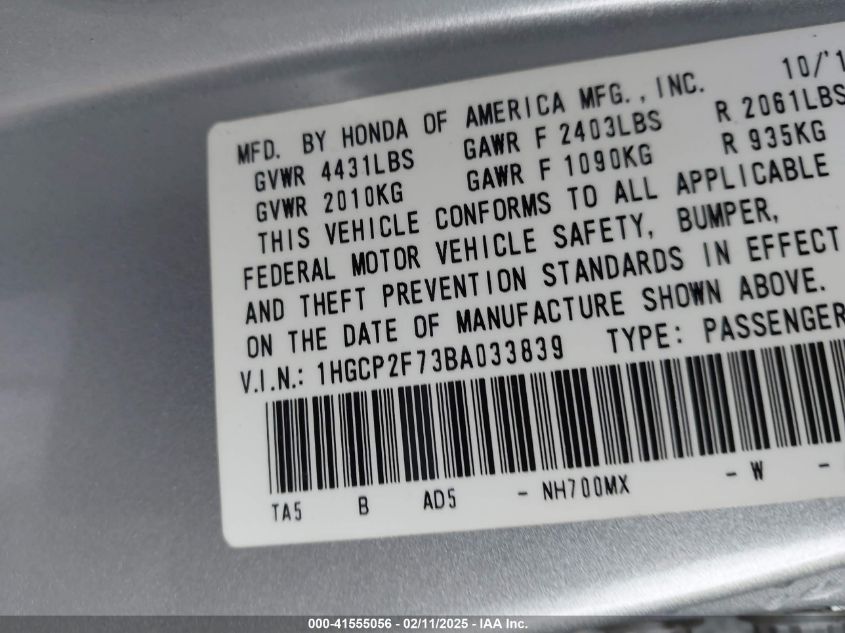 MFD. BY HONDA OF AMERICA MFG., INC. 10/'1
GVWR 4431LBS GAWR F 2403LBS R 2061LBS
GVWR 2010KG GAWR F 1090KG R 935KG
THIS VEHICLE CONFORMS TO ALL APPLICABLE
FEDERAL MOTOR VEHICLE SAFETY, BUMPER,
AND THEFT PREVENTION STANDARDS IN EFFECT
ON THE DATE OF MANUFACTURE SHOWN ABOVE.
V.I.N.: 1HGCP2F73BA033839 TYPE: PASSENGER
TA5 B AD5 - NH700MX - W -
000-41555056 - 02/11/2025 - IAA Inc.